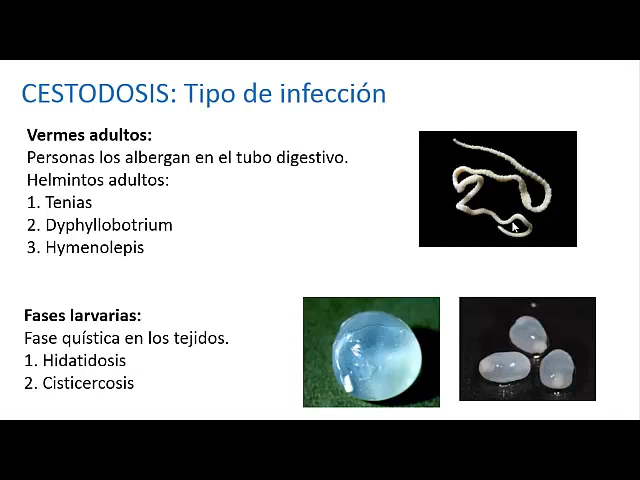 CESTODOSIS: Tipo de infección
Vermes adultos:
Personas los albergan en el tubo digestivo.
Helmintos adultos:
1. Tenias
2. Dyphyllobotrium
3. Hymenolepis
Fases larvarias:
Fase quística en los tejidos.
1. Hidatidosis
2. Cisticercosis